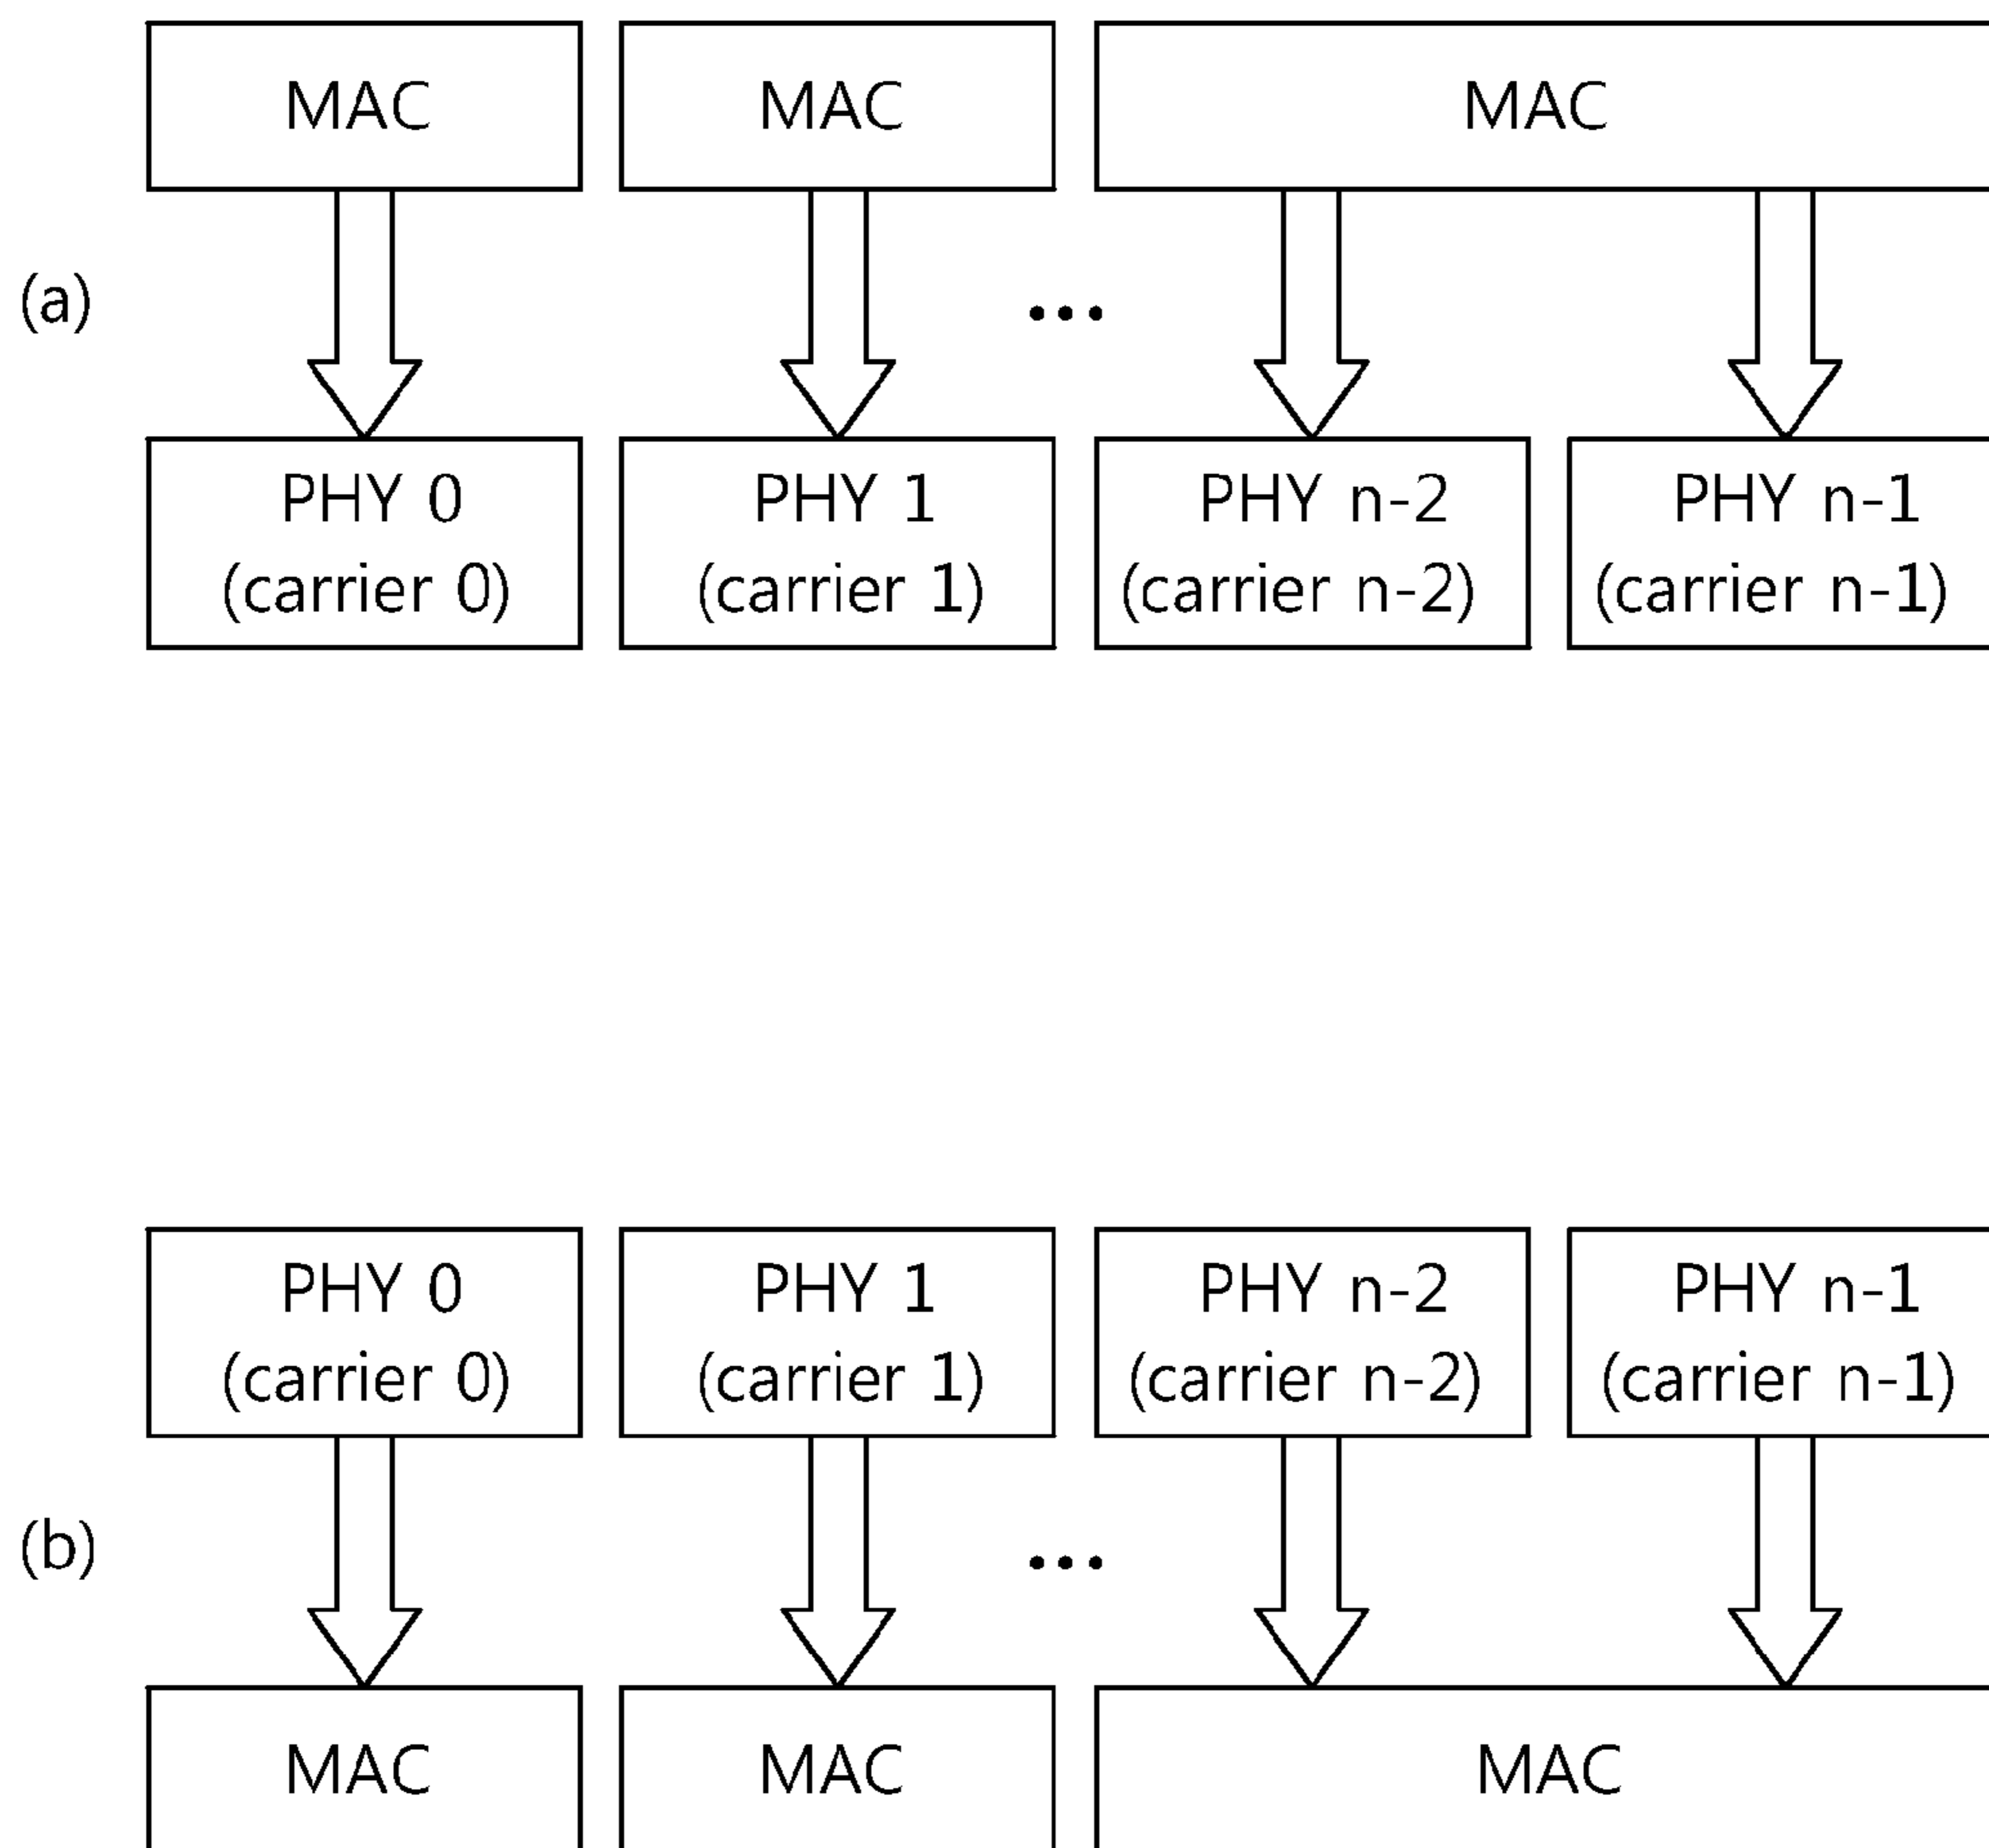 MAC MAC MAC
(a)
...
PHY 0 PHY 1 PHY n-2 PHY n-1
(carrier 0) (carrier 1) (carrier n-2) (carrier n-1)
PHY 0 PHY 1 PHY n-2 PHY n-1
(carrier 0) (carrier 1) (carrier n-2) (carrier n-1)
(b)
...
MAC MAC MAC